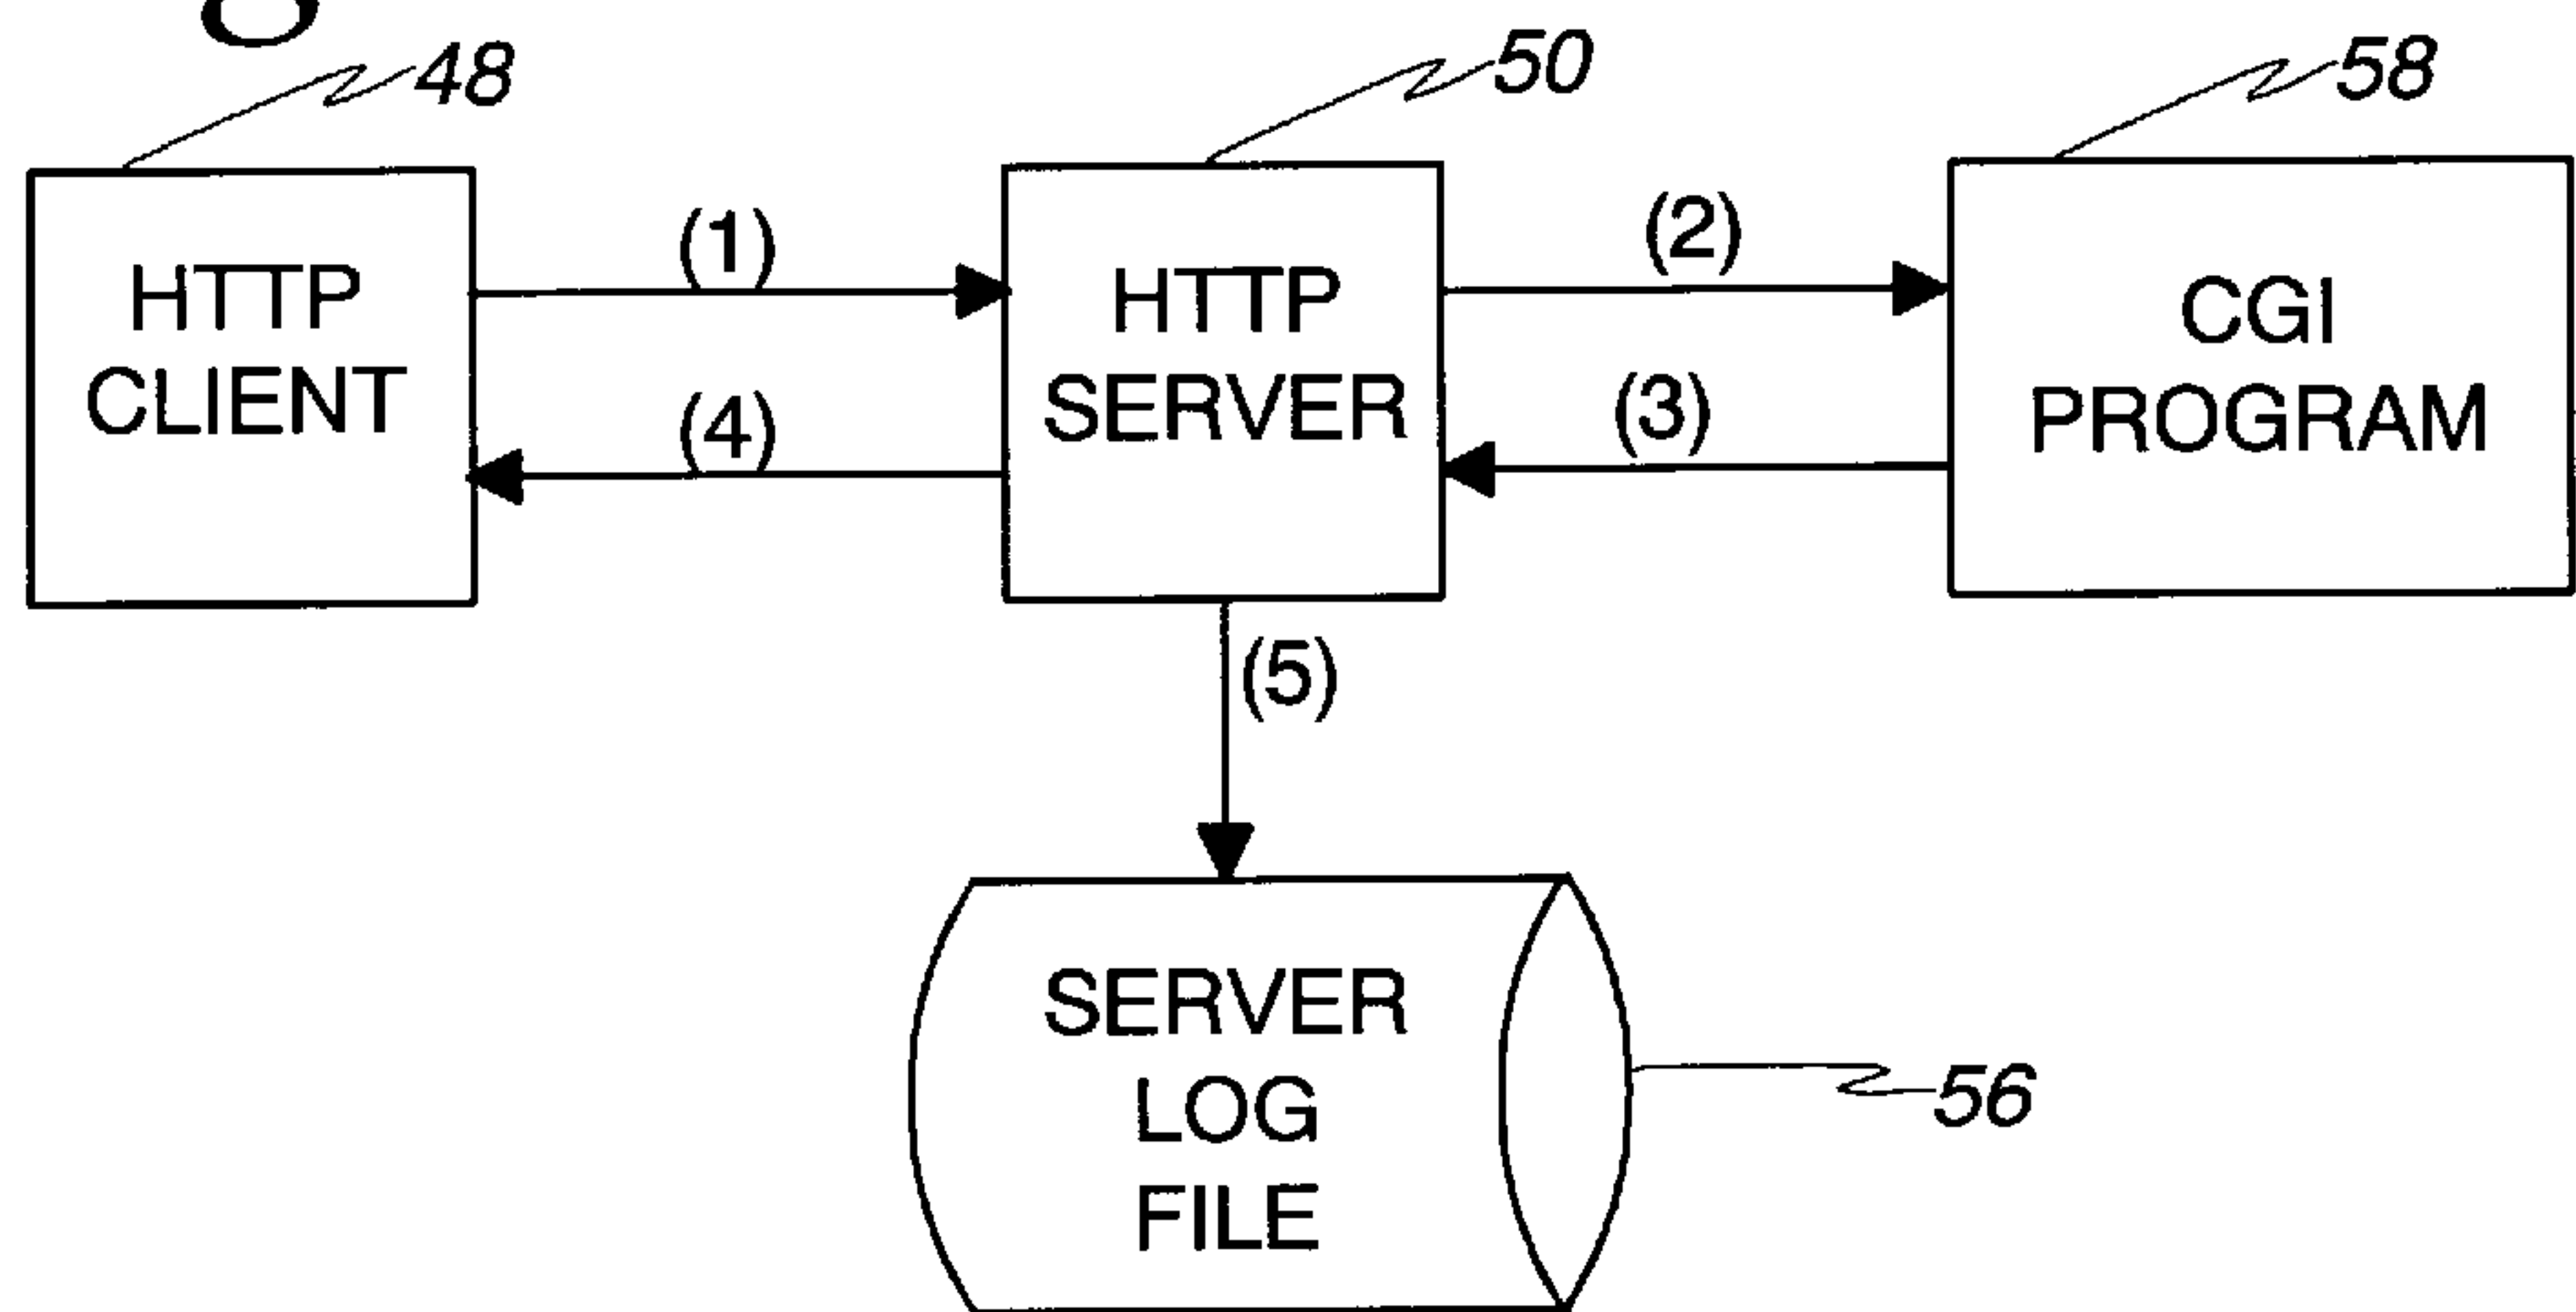 48
50
58
(1)
(2)
HTTP
CLIENT
HTTP
SERVER
CGI
PROGRAM
(4)
(3)
(5)
SERVER
LOG
FILE
56